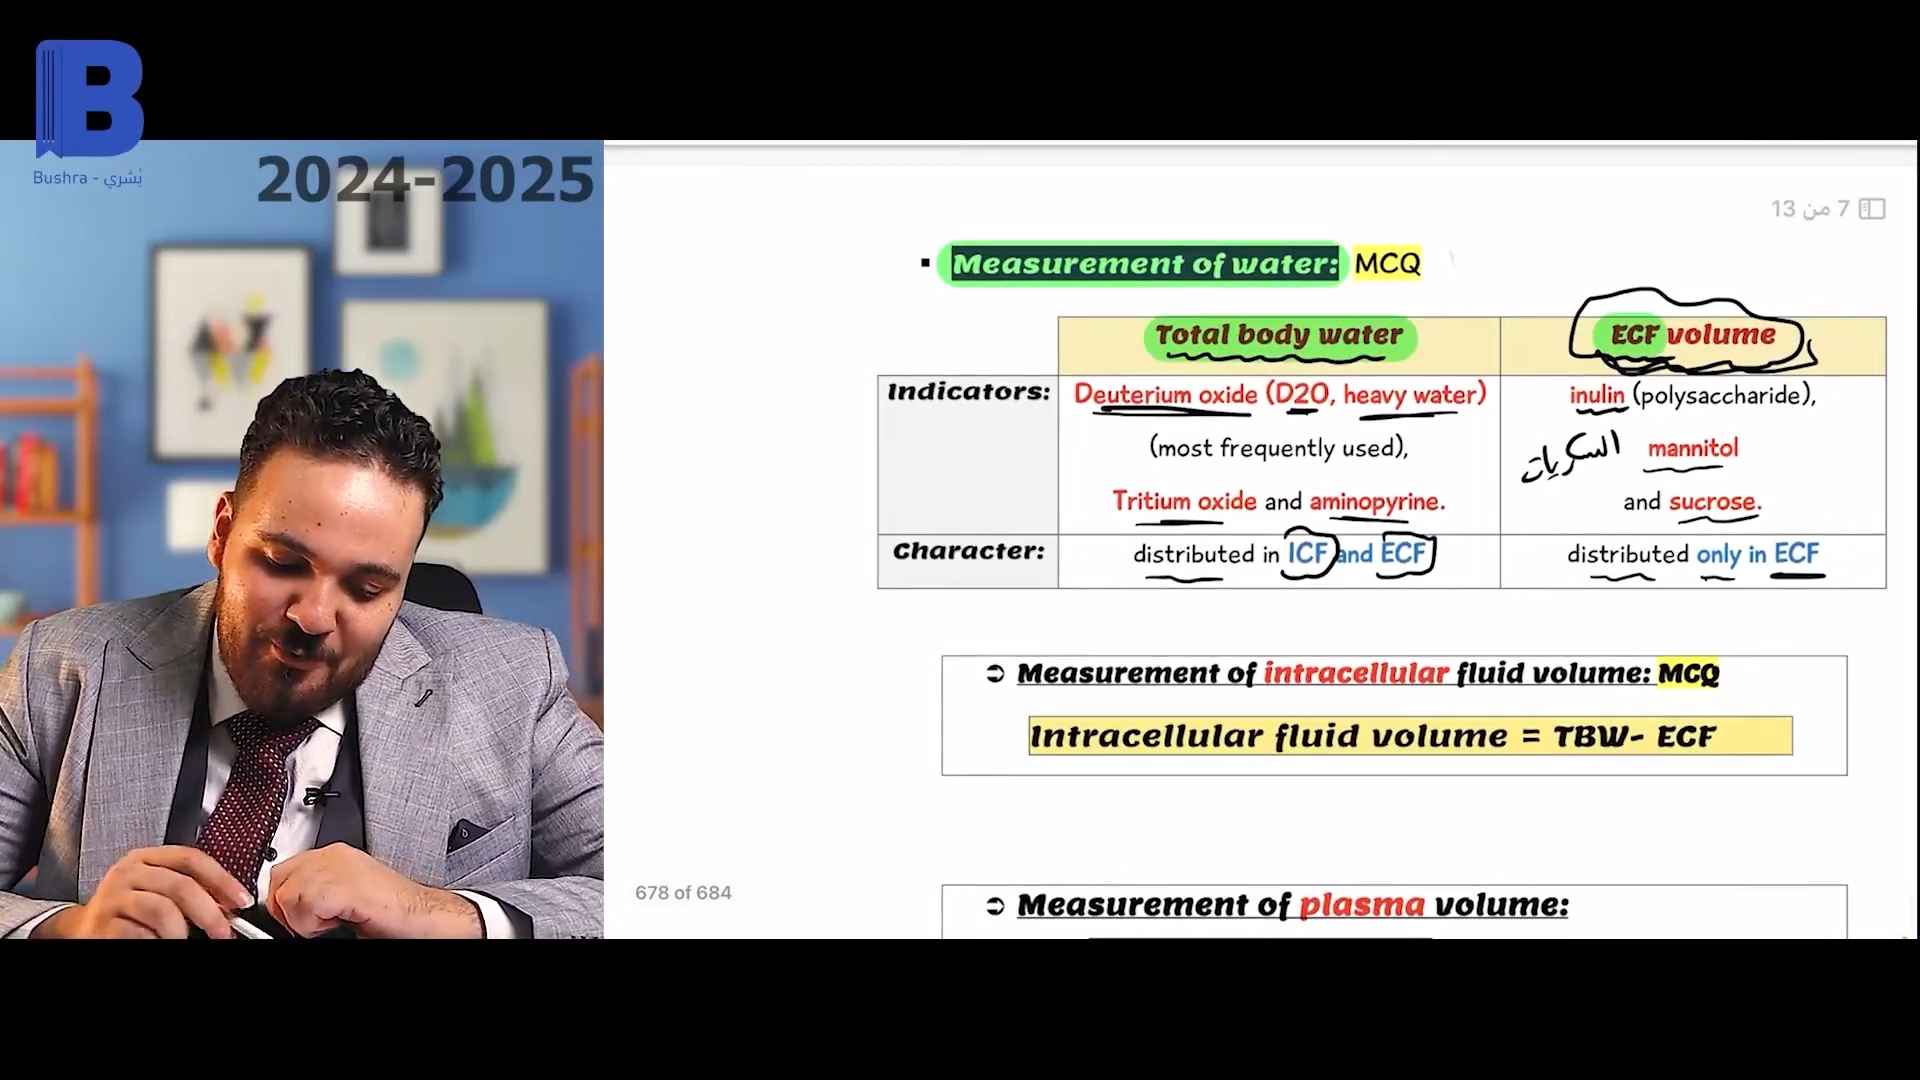 B
Bushra - بُشري
2024-2025
7 من 13
▪ Measurement of water: MCQ
Total body water
ECF volume
Indicators:
Deuterium oxide (D2O, heavy water)
(most frequently used),
Tritium oxide and aminopyrine.
inulin (polysaccharide),
السكريات
mannitol
and sucrose.
Character:
distributed in ICF and ECF
distributed only in ECF
➲ Measurement of intracellular fluid volume: MCQ
Intracellular fluid volume = TBW- ECF
678 of 684
➲ Measurement of plasma volume: